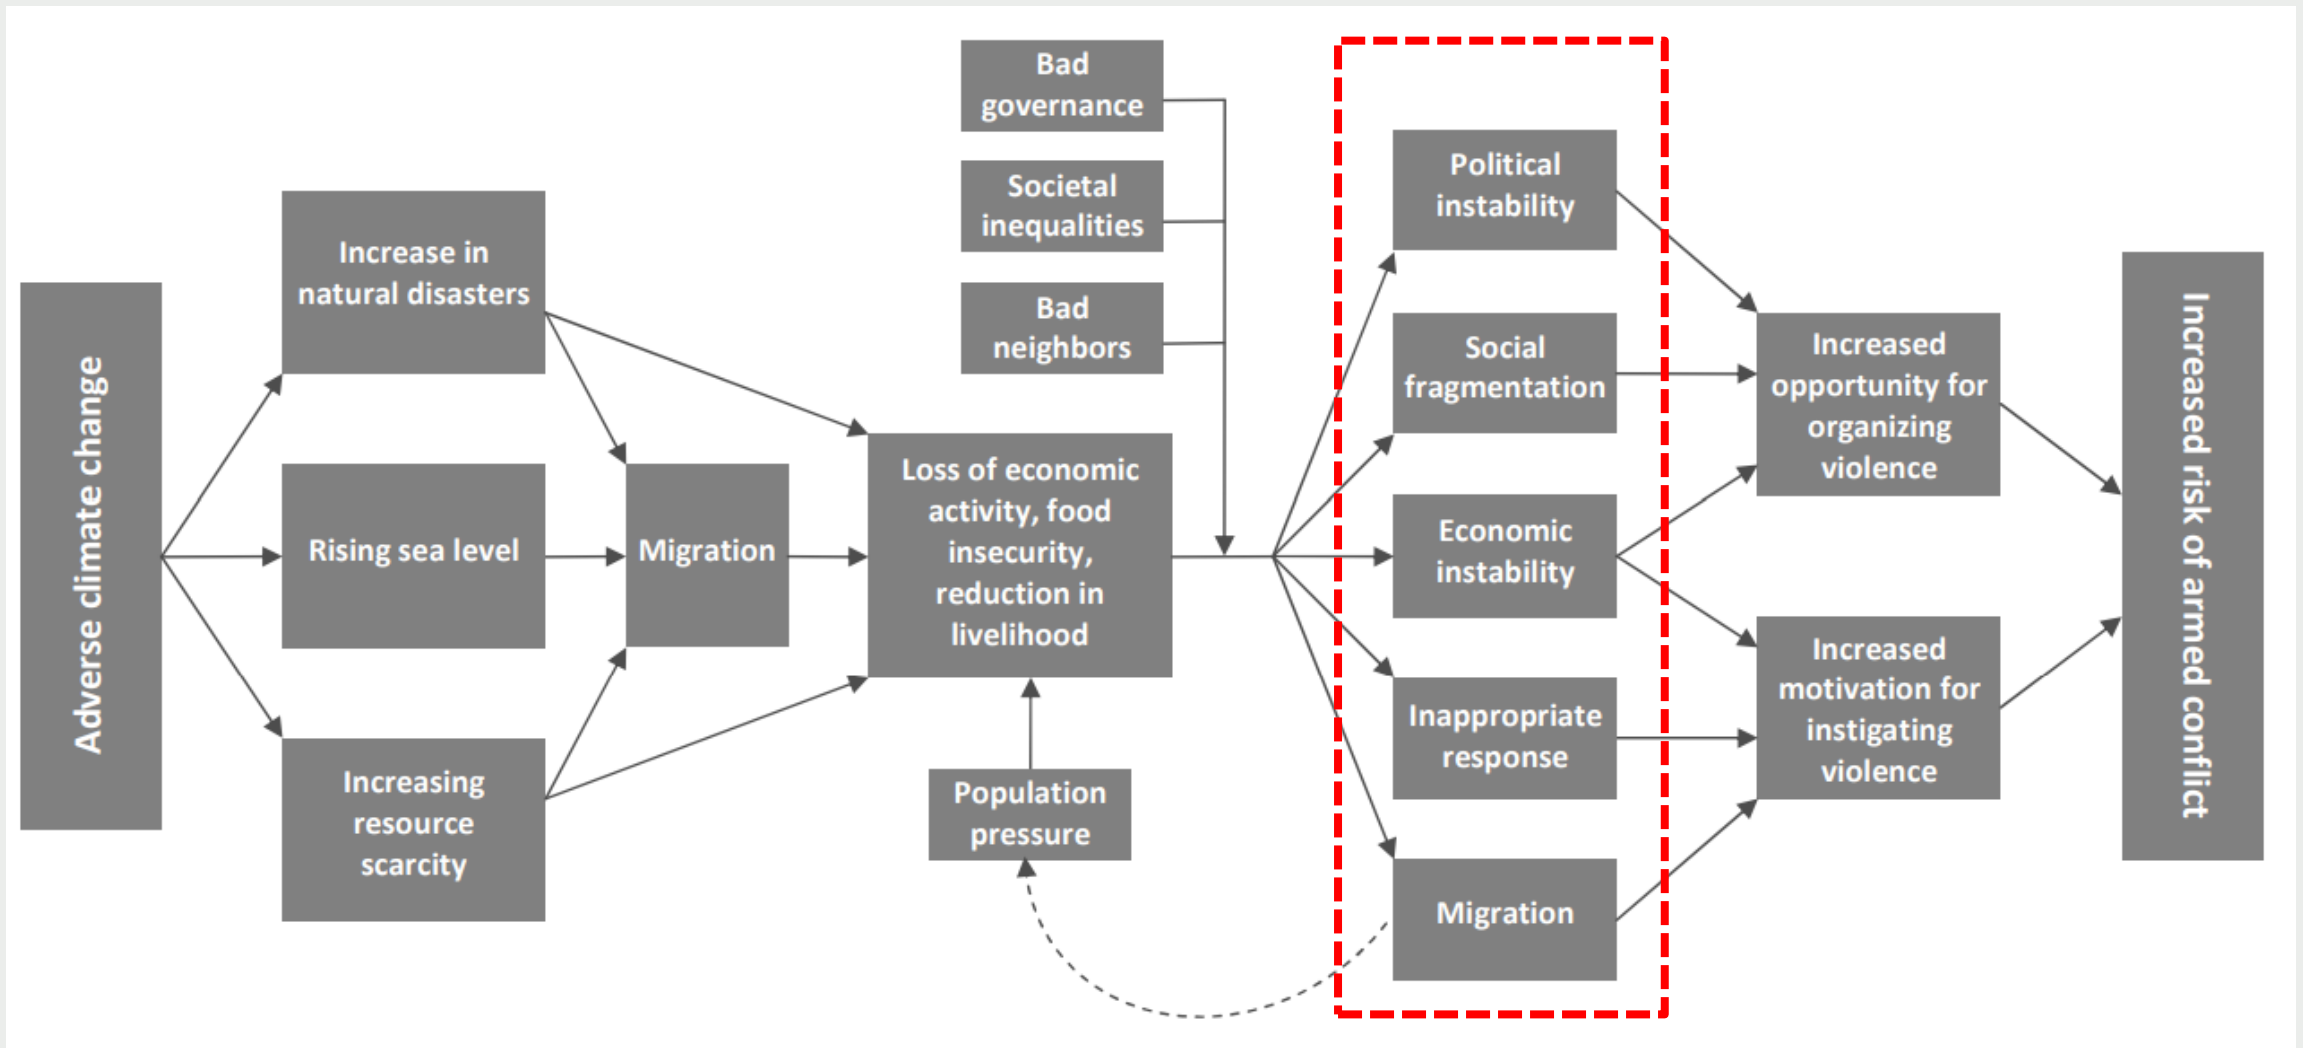 Adverse climate change
Increase in
natural disasters
Rising sea level
Increasing
resource
scarcity
Migration
Bad
governance
Societal
inequalities
Bad
neighbors
Loss of economic
activity, food
insecurity,
reduction in
livelihood
Population
pressure
Political
instability
Social
fragmentation
Economic
instability
Inappropriate
response
Migration
Increased
opportunity for
organizing
violence
Increased
motivation for
instigating
violence
Increased risk of armed conflict